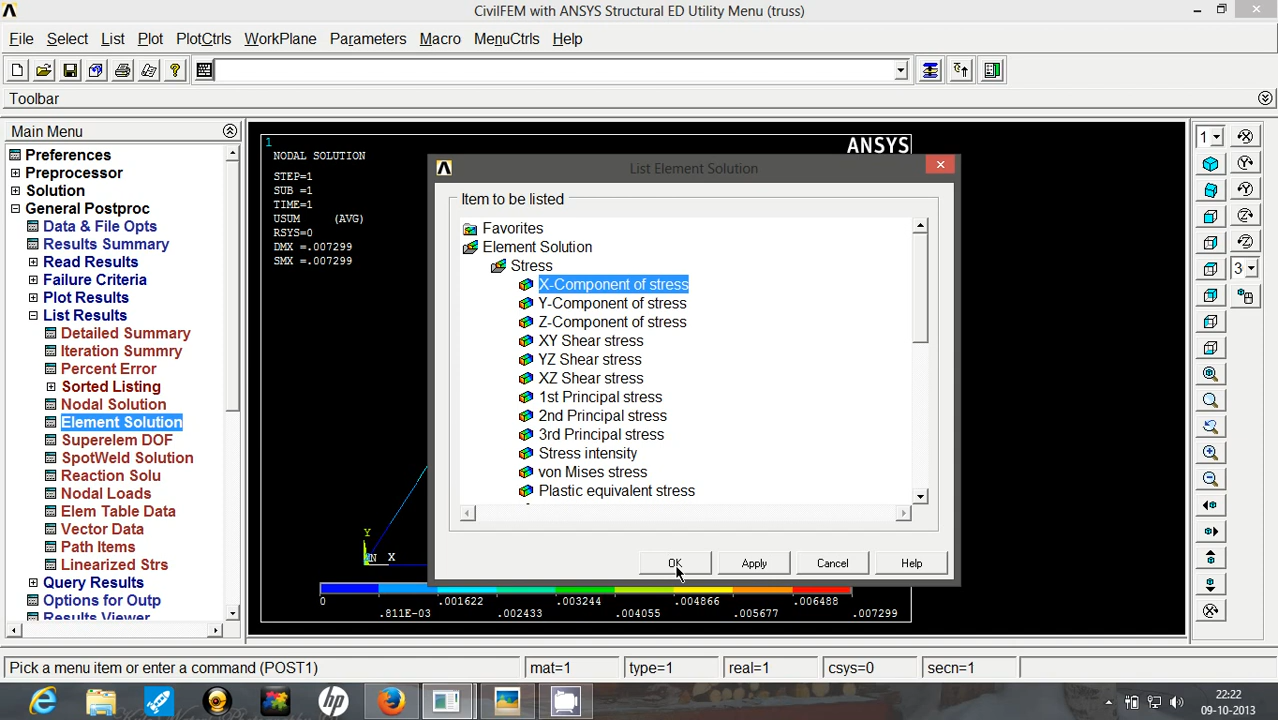 CivilFEM with ANSYS Structural ED Utility Menu (truss)
File Select List Plot PlotCtrls WorkPlane Parameters Macro MenuCtrls Help
Toolbar
Main Menu
Preferences
Preprocessor
Solution
General Postproc
Data & File Opts
Results Summary
Read Results
Failure Criteria
Plot Results
List Results
Detailed Summary
Iteration Summry
Percent Error
Sorted Listing
Nodal Solution
Element Solution
Superelem DOF
SpotWeld Solution
Reaction Solu
Nodal Loads
Elem Table Data
Vector Data
Path Items
Linearized Strs
Query Results
Options for Outp
Results Viewer
1
NODAL SOLUTION
STEP=1
SUB =1
TIME=1
USUM (AVG)
RSYS=0
DMX =.007299
SMX =.007299
ANSYS
List Element Solution
Item to be listed
Favorites
Element Solution
Stress
X-Component of stress
Y-Component of stress
Z-Component of stress
XY Shear stress
YZ Shear stress
XZ Shear stress
1st Principal stress
2nd Principal stress
3rd Principal stress
Stress intensity
von Mises stress
Plastic equivalent stress
OK Apply Cancel Help
Y
X
0 .001622 .003244 .004866 .006488
.811E-03 .002433 .004055 .005677 .007299
1
3
Pick a menu item or enter a command (POST1) mat=1 type=1 real=1 csys=0 secn=1
22:22
09-10-2013